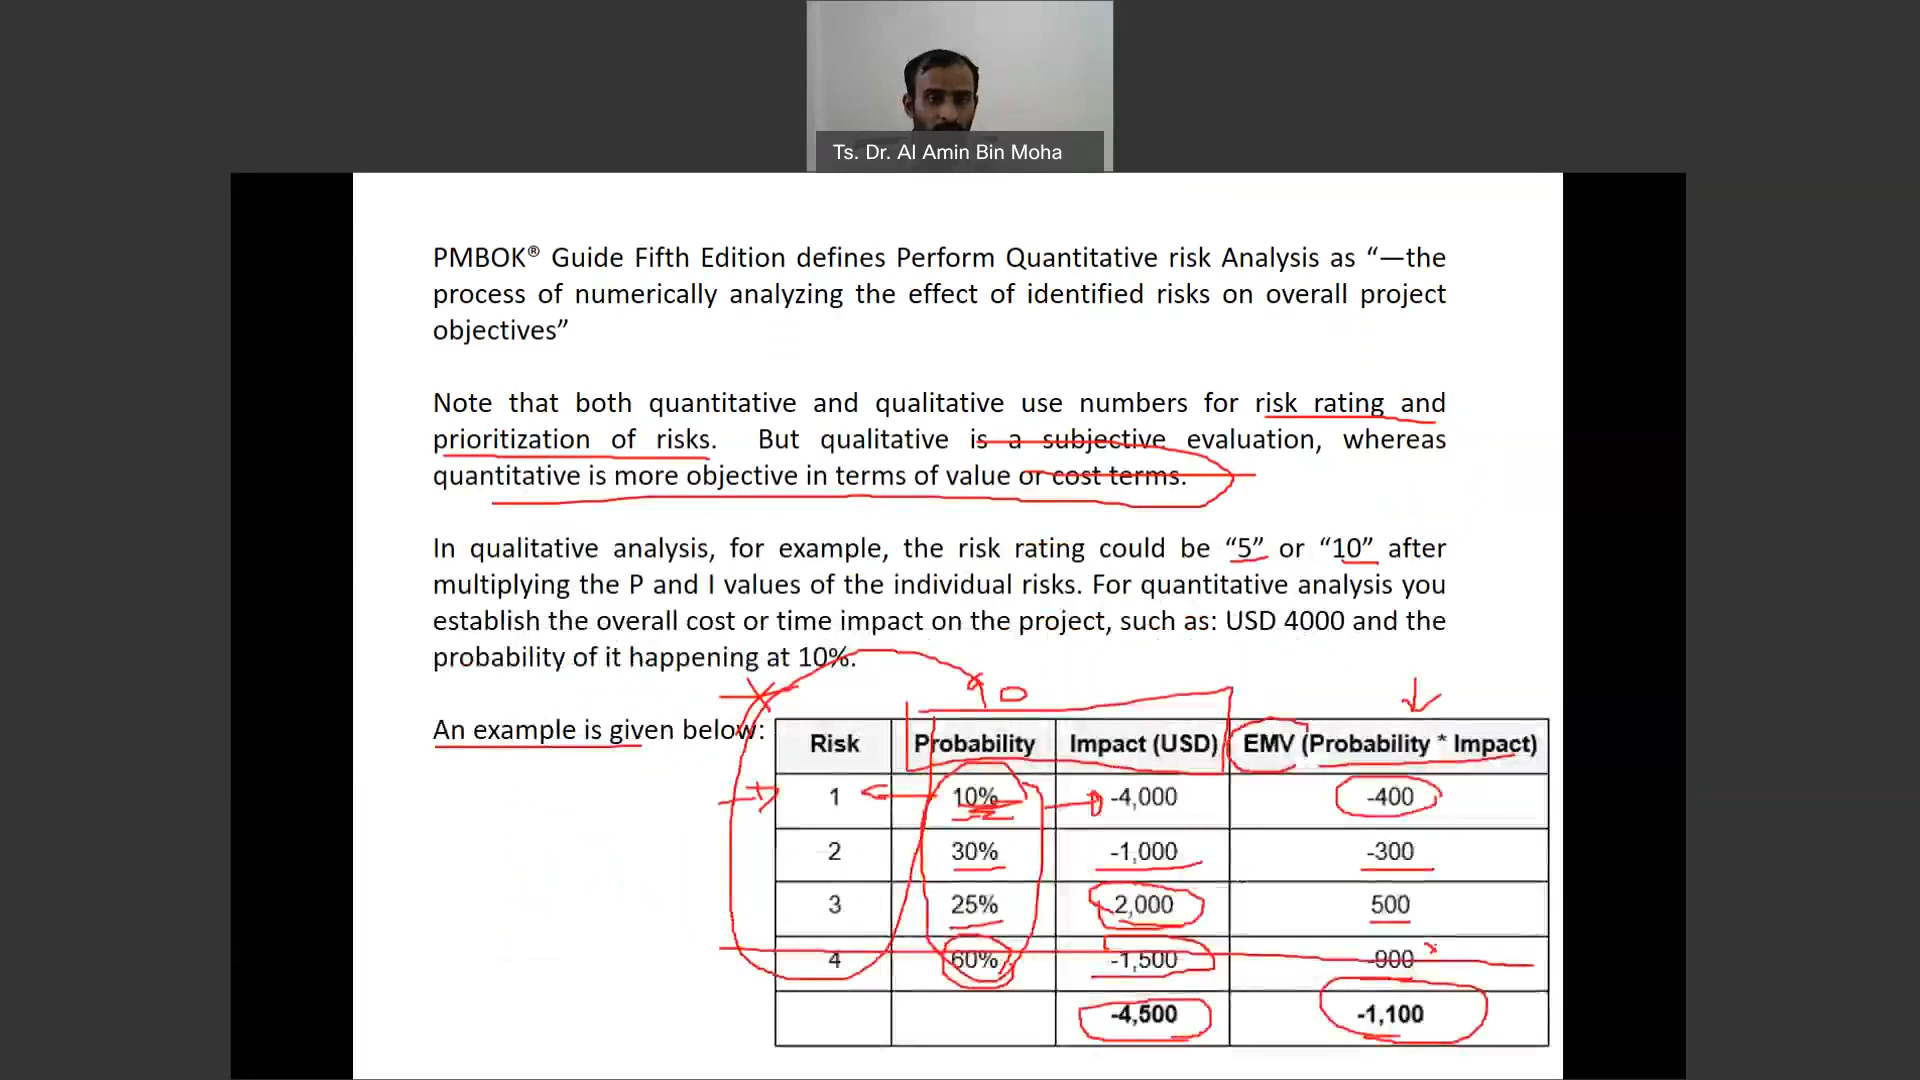 Ts. Dr. Al Amin Bin Moha
PMBOK® Guide Fifth Edition defines Perform Quantitative risk Analysis as “—the
process of numerically analyzing the effect of identified risks on overall project
objectives”
Note that both quantitative and qualitative use numbers for risk rating and
prioritization of risks. But qualitative is a subjective evaluation, whereas
quantitative is more objective in terms of value or cost terms.
In qualitative analysis, for example, the risk rating could be “5” or “10” after
multiplying the P and I values of the individual risks. For quantitative analysis you
establish the overall cost or time impact on the project, such as: USD 4000 and the
probability of it happening at 10%.
An example is given below:
Risk Probability Impact (USD) EMV (Probability * Impact)
1 10% -4,000 -400
2 30% -1,000 -300
3 25% 2,000 500
4 60% -1,500 -900
-4,500 -1,100